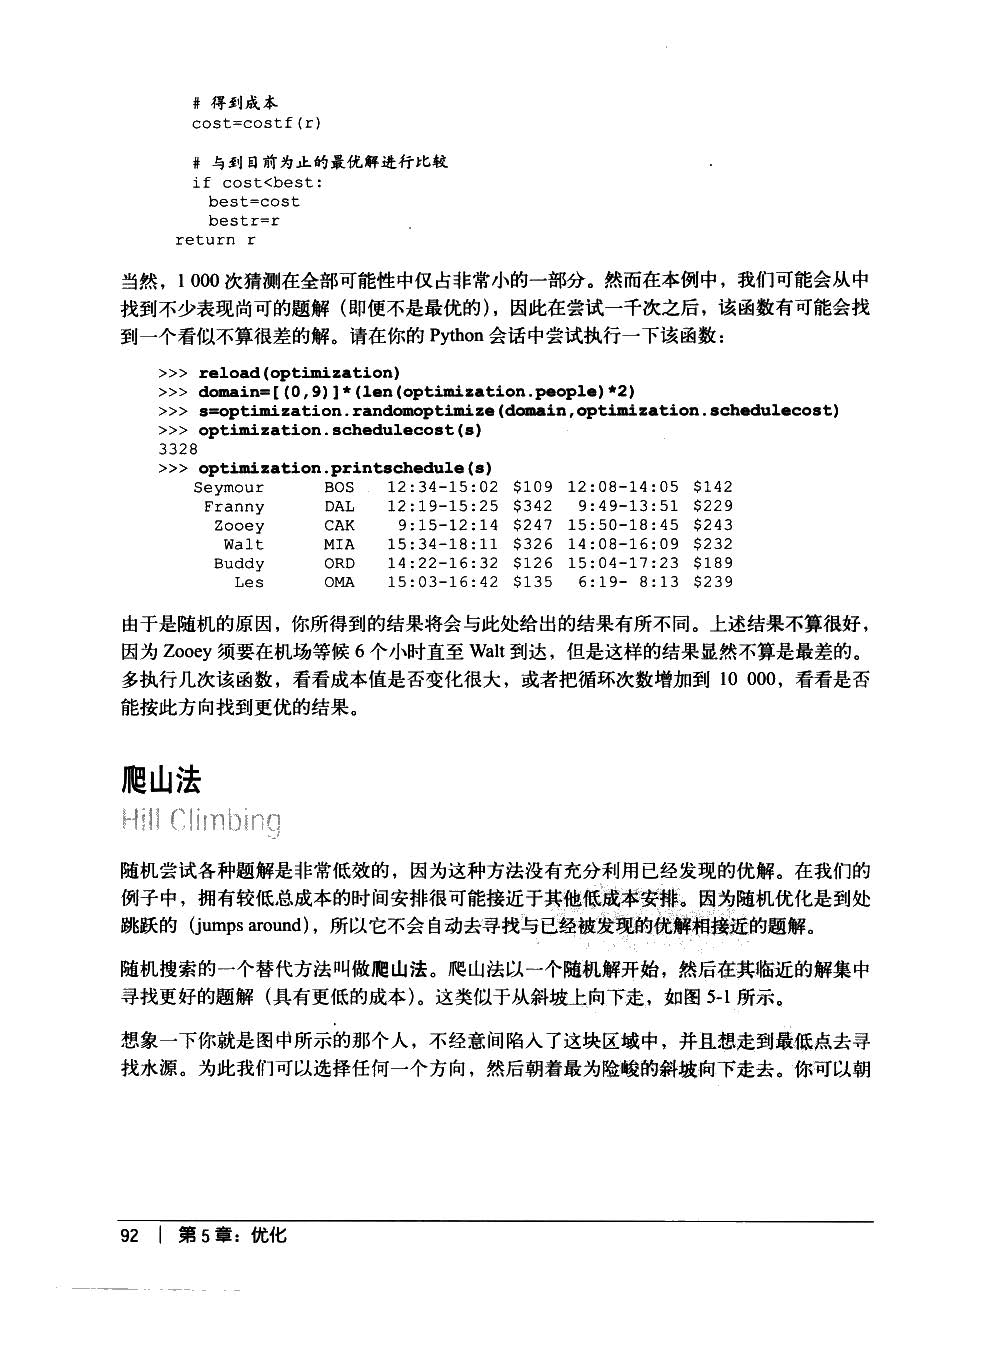 # 得到成本
cost=costf(r)
# 与到目前为止的最优解进行比较
if cost<best:
best=cost
bestr=r
return r
当然，1 000 次猜测在全部可能性中仅占非常小的一部分。然而在本例中，我们可能会从中
找到不少表现尚可的题解（即便不是最优的），因此在尝试一千次之后，该函数有可能会找
到一个看似不算很差的解。请在你的 Python 会话中尝试执行一下该函数：
>>> reload(optimization)
>>> domain=[(0,9)]*(len(optimization.people)*2)
>>> s=optimization.randomoptimize(domain,optimization.schedulecost)
>>> optimization.schedulecost(s)
3328
>>> optimization.printschedule(s)
Seymour BOS 12:34-15:02 $109 12:08-14:05 $142
Franny DAL 12:19-15:25 $342 9:49-13:51 $229
Zooey CAK 9:15-12:14 $247 15:50-18:45 $243
Walt MIA 15:34-18:11 $326 14:08-16:09 $232
Buddy ORD 14:22-16:32 $126 15:04-17:23 $189
Les OMA 15:03-16:42 $135 6:19- 8:13 $239
由于是随机的原因，你所得到的结果将会与此处给出的结果有所不同。上述结果不算很好，
因为 Zooey 须要在机场等候 6 个小时直至 Walt 到达，但是这样的结果显然不算是最差的。
多执行几次该函数，看看成本值是否变化很大，或者把循环次数增加到 10 000，看看是否
能按此方向找到更优的结果。
爬山法
Hill Climbing
随机尝试各种题解是非常低效的，因为这种方法没有充分利用已经发现的优解。在我们的
例子中，拥有较低总成本的时间安排很可能接近于其他低成本安排。因为随机优化是到处
跳跃的（jumps around），所以它不会自动去寻找与已经被发现的优解相接近的题解。
随机搜索的一个替代方法叫做爬山法。爬山法以一个随机解开始，然后在其临近的解集中
寻找更好的题解（具有更低的成本）。这类似于从斜坡上向下走，如图 5-1 所示。
想象一下你就是图中所示的那个人，不经意间陷入了这块区域中，并且想走到最低点去寻
找水源。为此我们可以选择任何一个方向，然后朝着最为险峻的斜坡向下走去。你可以朝
92 | 第 5 章：优化